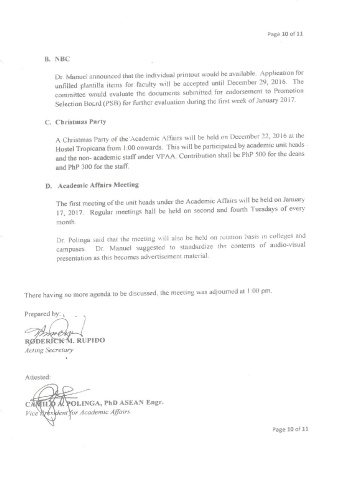 Page 10 of 11
B. NBC
Dr. Manuel announced that the individual printout would be available. Application for
unfilled plantilla items for faculty will be accepted until December 29, 2016. The
committee would evaluate the documents submitted for endorsement to Promotion
Selection Board (PSB) for further evaluation during the first week of January 2017.
C. Christmas Party
A Christmas Party of the Academic Affairs will be held on December 22, 2016 at the
Hostel Tropicana from 1:00 onwards. This will be participated by academic unit heads
and the non- academic staff under VPAA. Contribution shall be PhP 500 for the deans
and PhP 300 for the staff.
D. Academic Affairs Meeting
The first meeting of the unit heads under the Academic Affairs will be held on January
17, 2017. Regular meetings hall be held on second and fourth Tuesdays of every
month.
Dr. Polinga said that the meeting will also be held on rotation basis in colleges and
campuses. Dr. Manuel suggested to standardize the contents of audio-visual
presentation as this becomes advertisement material.
There having no more agenda to be discussed, the meeting was adjourned at 1:00 pm.
Prepared by:
RODERICK M. RUPIDO
Acting Secretary
Attested:
CAMILO A. POLINGA, PhD ASEAN Engr.
Vice President for Academic Affairs
Page 10 of 11